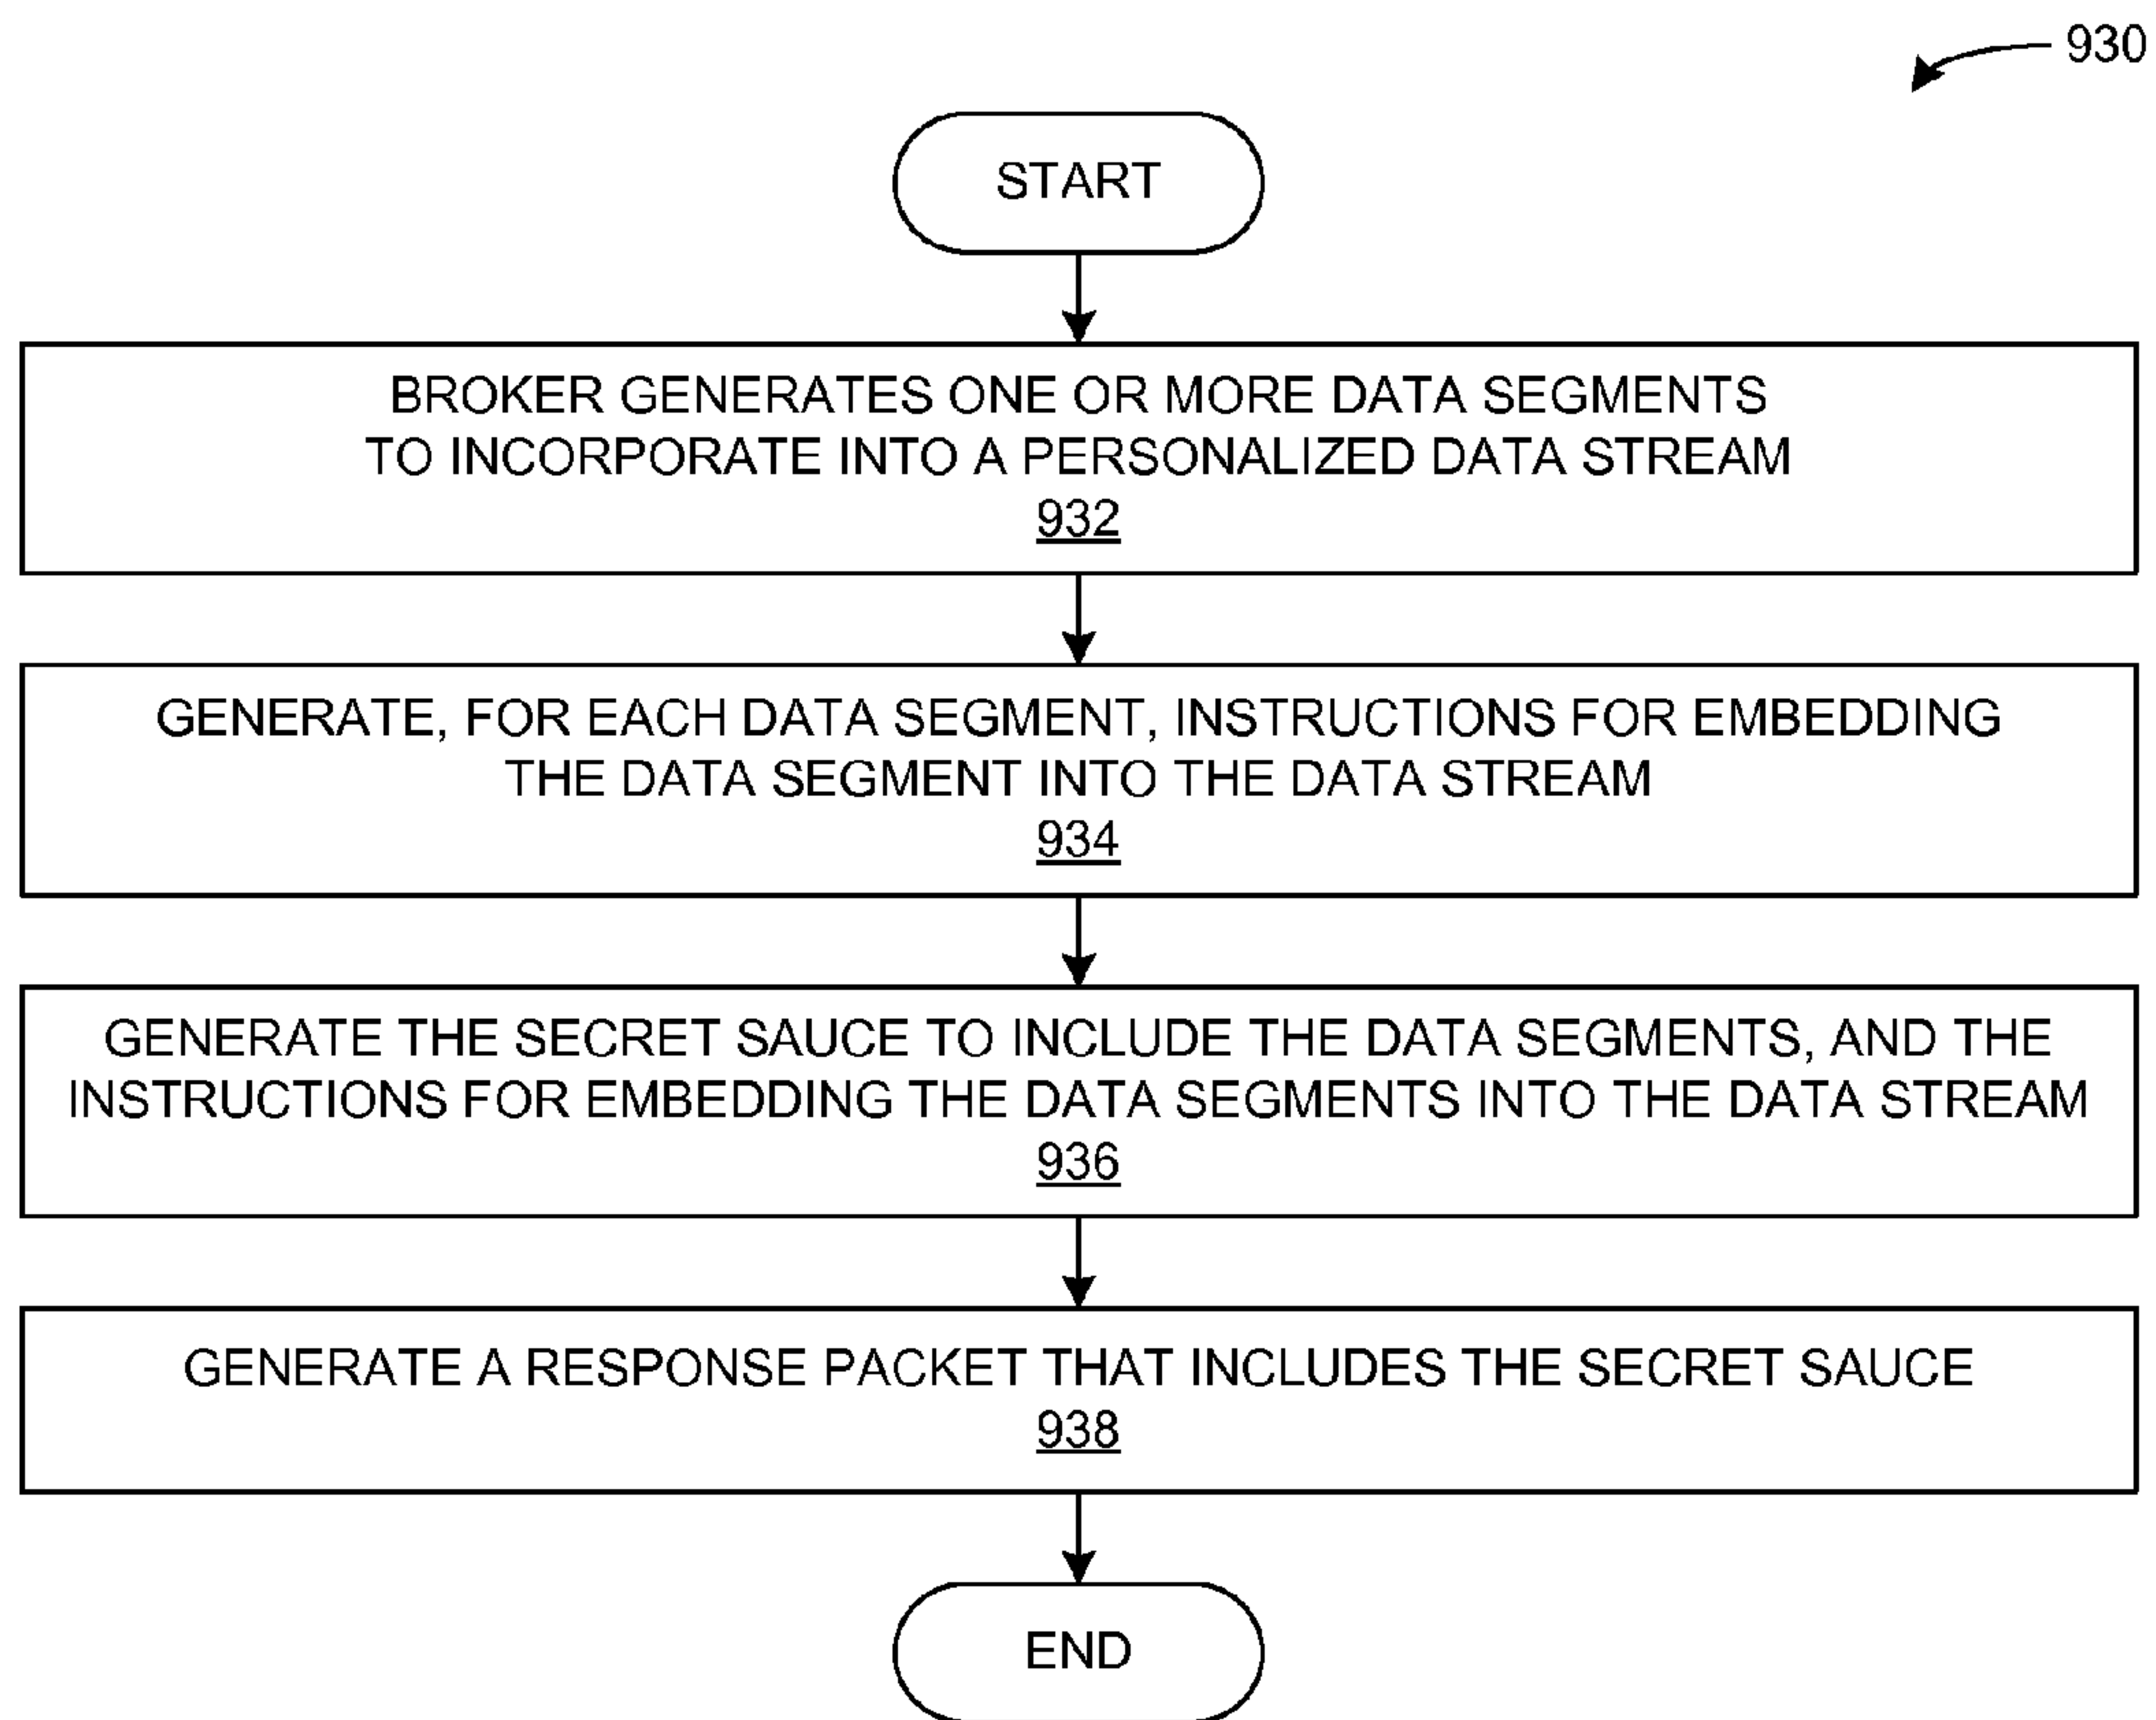 930
START
BROKER GENERATES ONE OR MORE DATA SEGMENTS
TO INCORPORATE INTO A PERSONALIZED DATA STREAM
932
GENERATE, FOR EACH DATA SEGMENT, INSTRUCTIONS FOR EMBEDDING
THE DATA SEGMENT INTO THE DATA STREAM
934
GENERATE THE SECRET SAUCE TO INCLUDE THE DATA SEGMENTS, AND THE
INSTRUCTIONS FOR EMBEDDING THE DATA SEGMENTS INTO THE DATA STREAM
936
GENERATE A RESPONSE PACKET THAT INCLUDES THE SECRET SAUCE
938
END